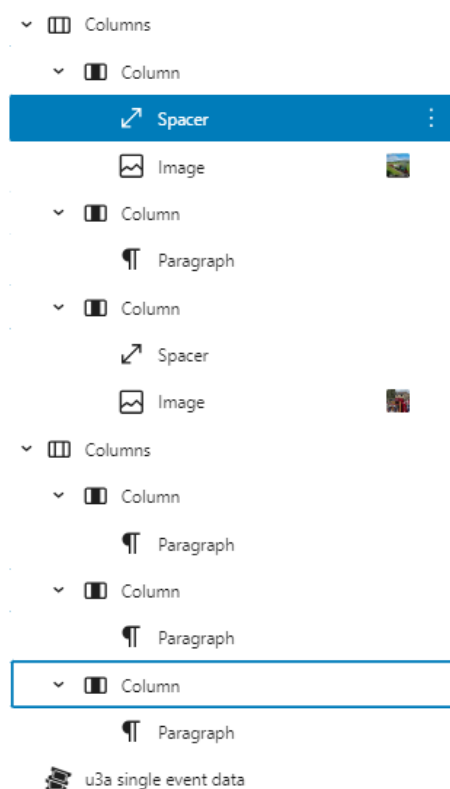 Columns
Column
Spacer
Image
Column
Paragraph
Column
Spacer
Image
Columns
Column
Paragraph
Column
Paragraph
Column
Paragraph
u3a single event data